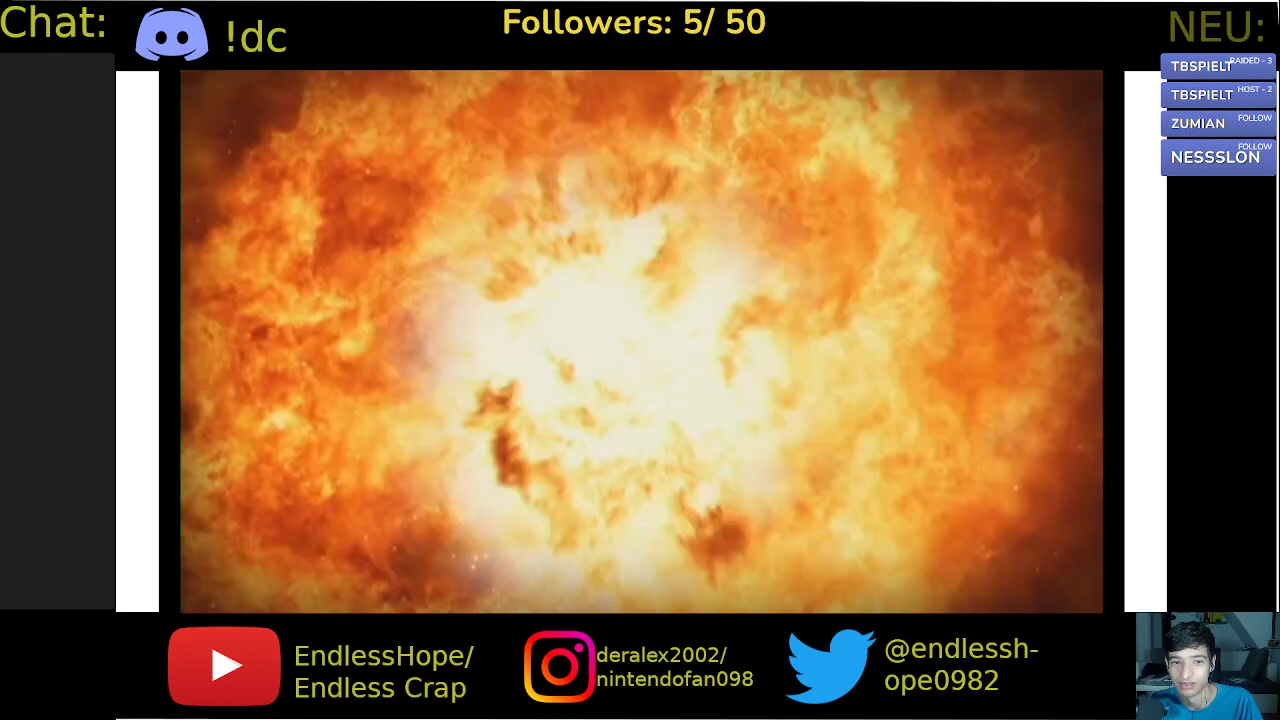 Chat:
!dc
Followers: 5/ 50
NEU:
TBSPIELT RAIDED - 3
TBSPIELT HOST - 2
ZUMIAN FOLLOW
NESSSLON FOLLOW
EndlessHope/
Endless Crap
deralex2002/
nintendofan098
@endlessh-
ope0982